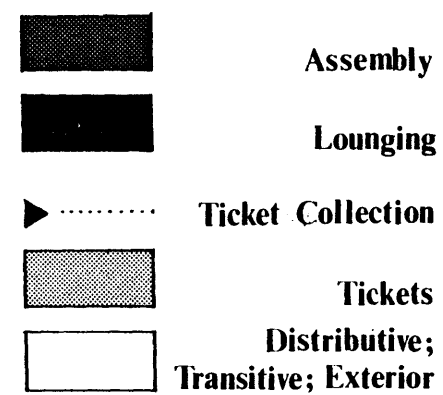 Assembly
Lounging
Ticket Collection
Tickets
Distributive;
Transitive; Exterior